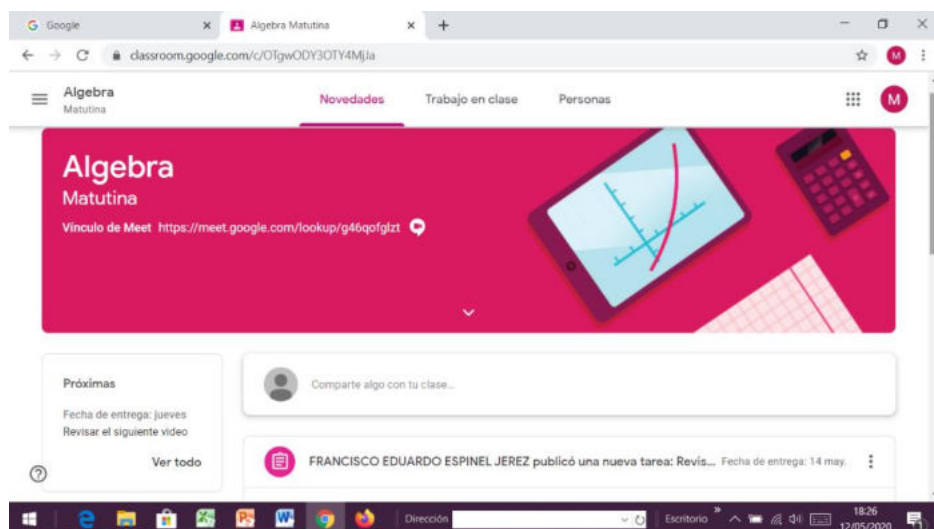 Google
Algebra Matutina
classroom.google.com/c/OTgwODY3OTY4MjJa
M
Algebra
Matutina
Novedades
Trabajo en clase
Personas
M
Algebra
Matutina
Vínculo de Meet https://meet.google.com/lookup/g46qofglzt
Próximas
Fecha de entrega: jueves
Revisar el siguiente video
Ver todo
Comparte algo con tu clase...
FRANCISCO EDUARDO ESPINEL JEREZ publicó una nueva tarea: Revis... Fecha de entrega: 14 may.
Dirección
Escritorio
18:26
12/05/2020